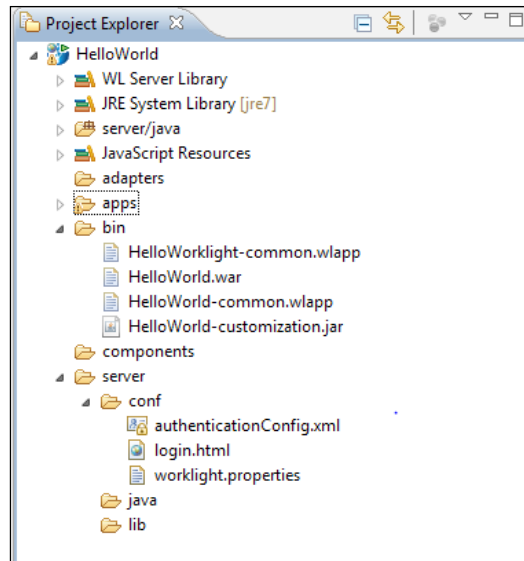 Project Explorer
HelloWorld
WL Server Library
JRE System Library [jre7]
server/java
JavaScript Resources
adapters
apps
bin
HelloWorklight-common.wlapp
HelloWorld.war
HelloWorld-common.wlapp
HelloWorld-customization.jar
components
server
conf
authenticationConfig.xml
login.html
worklight.properties
java
lib